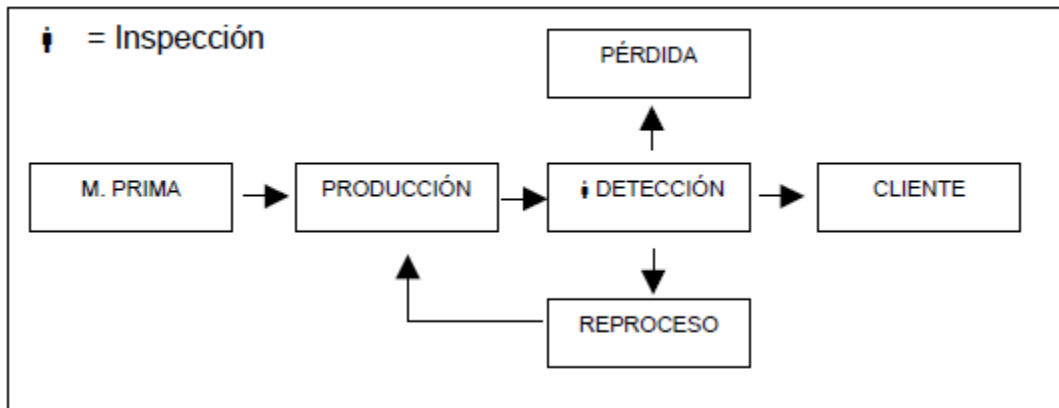 = Inspección
PÉRDIDA
M. PRIMA
PRODUCCIÓN
DETECCIÓN
CLIENTE
REPROCESO